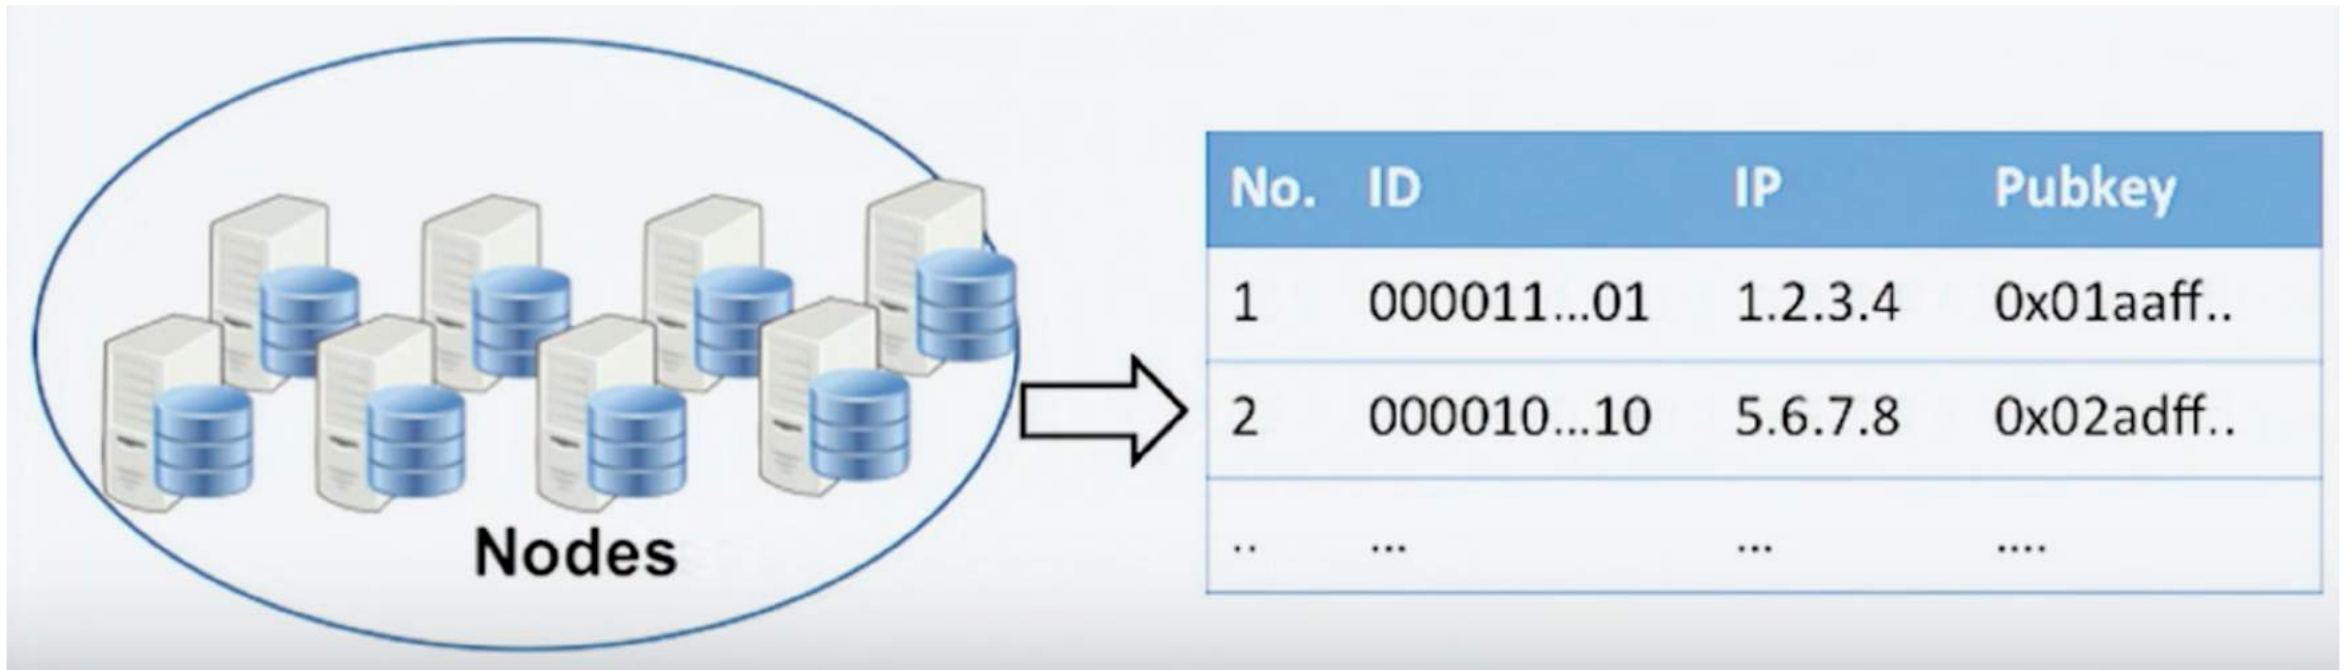 Nodes
No. ID IP Pubkey
1 000011...01 1.2.3.4 0x01aaff..
2 000010...10 5.6.7.8 0x02adff..
.. ... ... ....